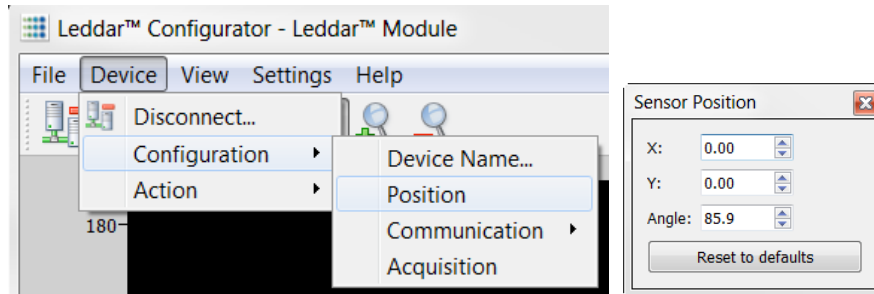 Leddar™ Configurator - Leddar™ Module
File Device View Settings Help
Disconnect...
Configuration
Action
Device Name...
Position
Communication
Acquisition
180
Sensor Position
X: 0.00
Y: 0.00
Angle: 85.9
Reset to defaults